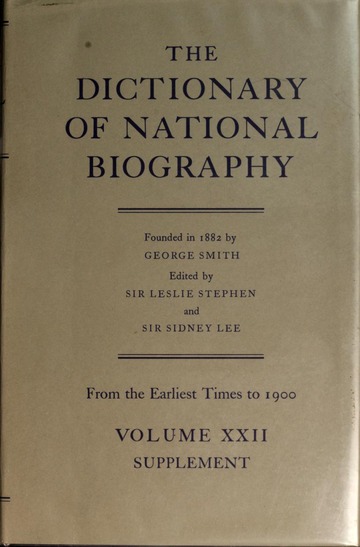 THE
DICTIONARY
OF NATIONAL
BIOGRAPHY
Founded in 1882 by
GEORGE SMITH
Edited by
SIR LESLIE STEPHEN
and
SIR SIDNEY LEE
From the Earliest Times to 1900
VOLUME XXII
SUPPLEMENT